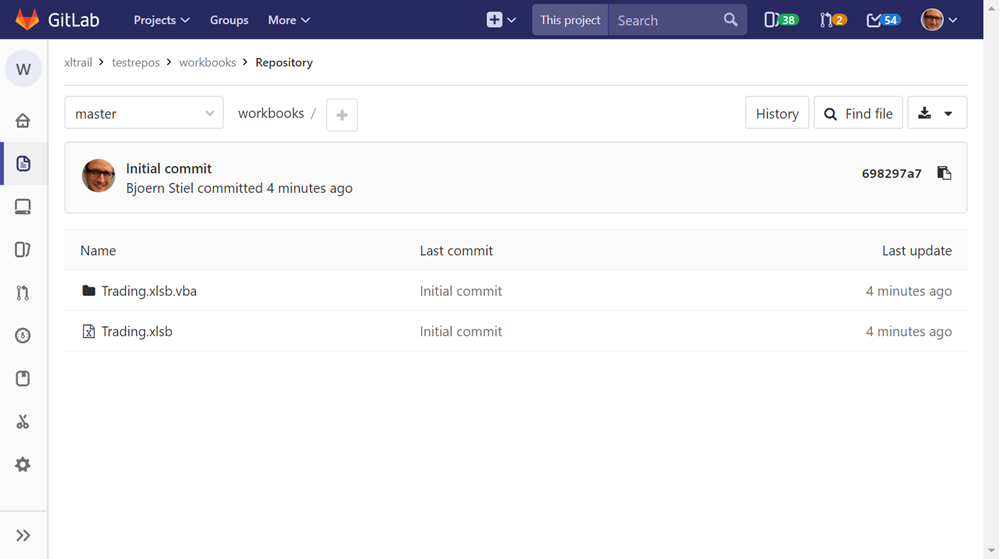 GitLab Projects Groups More This project Search 38 2 54
W
xltrail > testrepos > workbooks > Repository
master workbooks / + History Find file
Initial commit
Bjoern Stiel committed 4 minutes ago
698297a7
Name Last commit Last update
Trading.xlsb.vba Initial commit 4 minutes ago
Trading.xlsb Initial commit 4 minutes ago